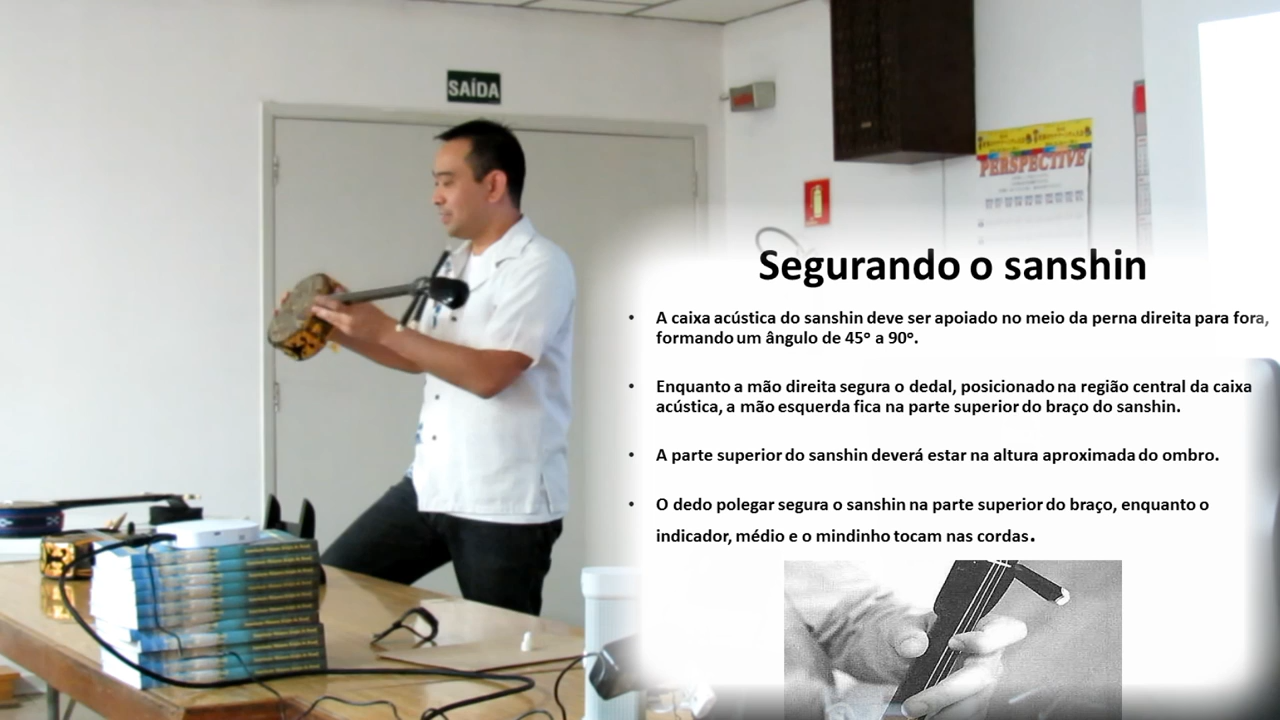 SAÍDA
PERSPECTIVE
Segurando o sanshin
• A caixa acústica do sanshin deve ser apoiado no meio da perna direita para fora,
formando um ângulo de 45º a 90º.
• Enquanto a mão direita segura o dedal, posicionado na região central da caixa
acústica, a mão esquerda fica na parte superior do braço do sanshin.
• A parte superior do sanshin deverá estar na altura aproximada do ombro.
• O dedo polegar segura o sanshin na parte superior do braço, enquanto o
indicador, médio e o mindinho tocam nas cordas.